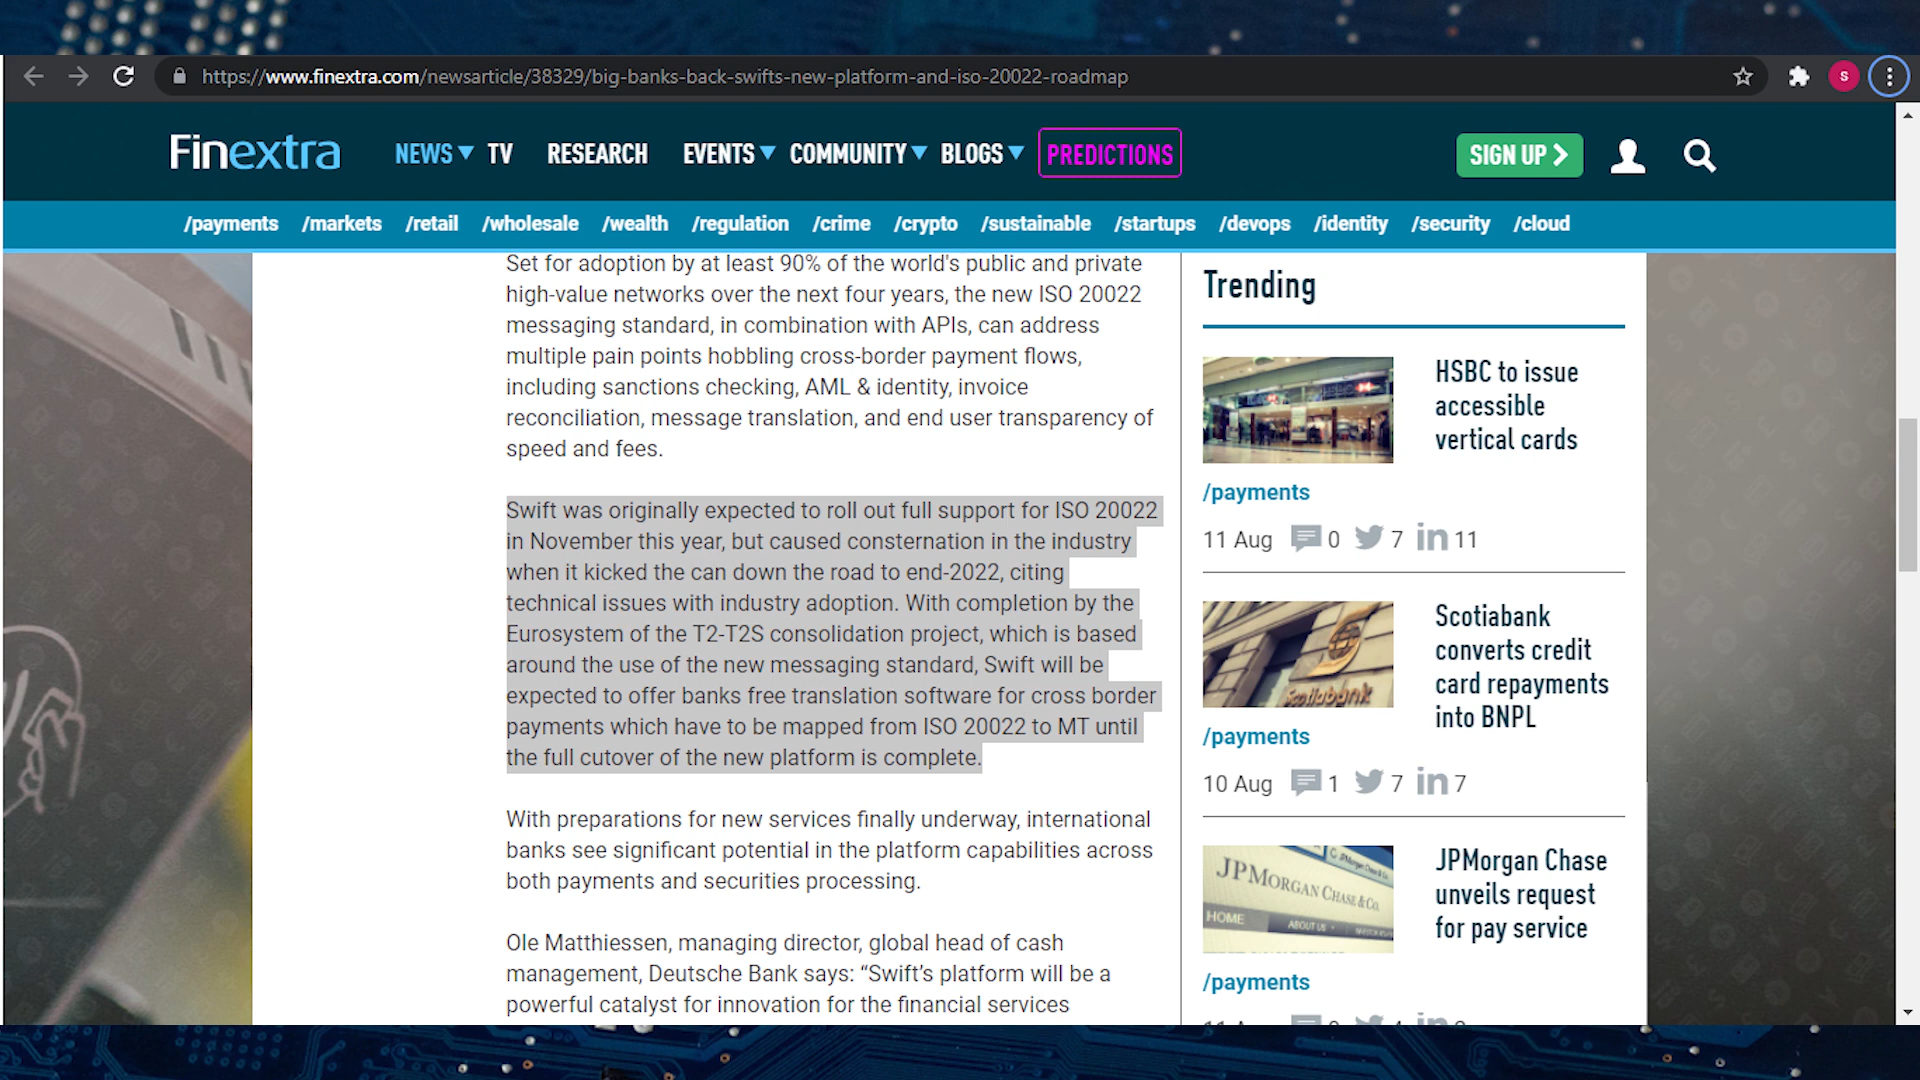 https://www.finextra.com/newsarticle/38329/big-banks-back-swifts-new-platform-and-iso-20022-roadmap
S
Finextra
NEWS TV RESEARCH EVENTS COMMUNITY BLOGS PREDICTIONS
SIGN UP
/payments /markets /retail /wholesale /wealth /regulation /crime /crypto /sustainable /startups /devops /identity /security /cloud
Set for adoption by at least 90% of the world's public and private
high-value networks over the next four years, the new ISO 20022
messaging standard, in combination with APIs, can address
multiple pain points hobbling cross-border payment flows,
including sanctions checking, AML & identity, invoice
reconciliation, message translation, and end user transparency of
speed and fees.
Swift was originally expected to roll out full support for ISO 20022
in November this year, but caused consternation in the industry
when it kicked the can down the road to end-2022, citing
technical issues with industry adoption. With completion by the
Eurosystem of the T2-T2S consolidation project, which is based
around the use of the new messaging standard, Swift will be
expected to offer banks free translation software for cross border
payments which have to be mapped from ISO 20022 to MT until
the full cutover of the new platform is complete.
With preparations for new services finally underway, international
banks see significant potential in the platform capabilities across
both payments and securities processing.
Ole Matthiessen, managing director, global head of cash
management, Deutsche Bank says: “Swift’s platform will be a
powerful catalyst for innovation for the financial services
Trending
HSBC to issue
accessible
vertical cards
/payments
11 Aug 0 7 in 11
Scotiabank
Scotiabank
converts credit
card repayments
into BNPL
/payments
10 Aug 1 7 in 7
JPMorgan Chase & Co.
JPMORGAN CHASE & CO.
HOME
ABOUT US
JPMorgan Chase
unveils request
for pay service
/payments